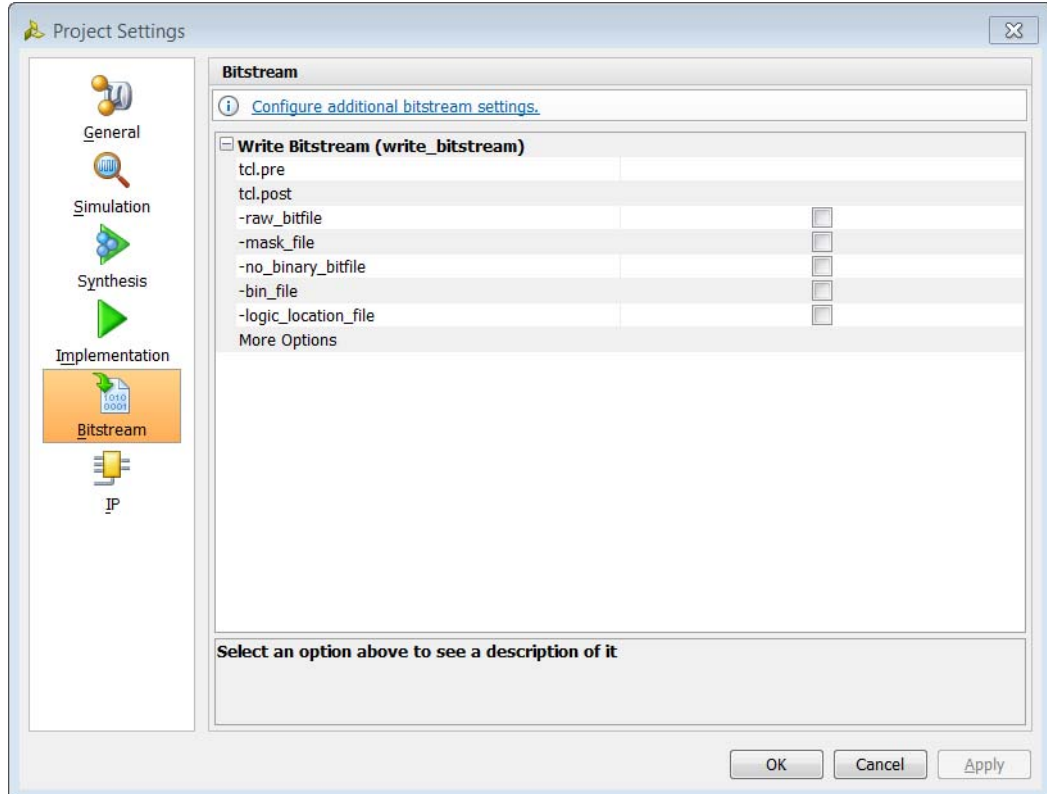 Project Settings
General
Simulation
Synthesis
Implementation
1010
0001
Bitstream
IP
Bitstream
Configure additional bitstream settings.
Write Bitstream (write_bitstream)
tcl.pre
tcl.post
-raw_bitfile
-mask_file
-no_binary_bitfile
-bin_file
-logic_location_file
More Options
Select an option above to see a description of it
OK Cancel Apply